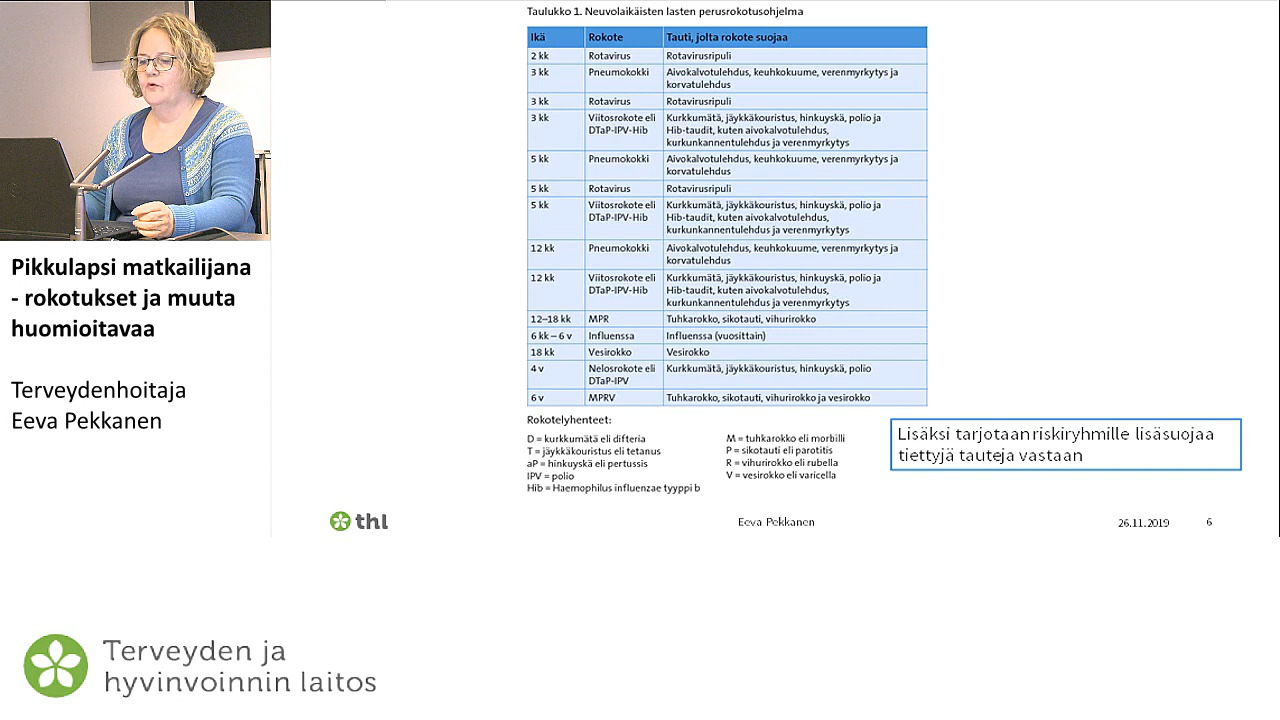 Pikkulapsi matkailijana
- rokotukset ja muuta
huomioitavaa
Terveydenhoitaja
Eeva Pekkanen
Taulukko 1. Neuvolaikäisten lasten perusrokotusohjelma
Ikä Rokote Tauti, jolta rokote suojaa
2 kk Rotavirus Rotavirusripuli
3 kk Pneumokokki Aivokalvotulehdus, keuhkokuume, verenmyrkytys ja
korvatulehdus
3 kk Rotavirus Rotavirusripuli
3 kk Viitosrokote eli Kurkkumätä, jäykkäkouristus, hinkuyskä, polio ja
DTaP-IPV-Hib Hib-taudit, kuten aivokalvotulehdus,
kurkunkannentulehdus ja verenmyrkytys
5 kk Pneumokokki Aivokalvotulehdus, keuhkokuume, verenmyrkytys ja
korvatulehdus
5 kk Rotavirus Rotavirusripuli
5 kk Viitosrokote eli Kurkkumätä, jäykkäkouristus, hinkuyskä, polio ja
DTaP-IPV-Hib Hib-taudit, kuten aivokalvotulehdus,
kurkunkannentulehdus ja verenmyrkytys
12 kk Pneumokokki Aivokalvotulehdus, keuhkokuume, verenmyrkytys ja
korvatulehdus
12 kk Viitosrokote eli Kurkkumätä, jäykkäkouristus, hinkuyskä, polio ja
DTaP-IPV-Hib Hib-taudit, kuten aivokalvotulehdus,
kurkunkannentulehdus ja verenmyrkytys
12–18 kk MPR Tuhkarokko, sikotauti, vihurirokko
6 kk – 6 v Influenssa Influenssa (vuosittain)
18 kk Vesirokko Vesirokko
4 v Nelosrokote eli Kurkkumätä, jäykkäkouristus, hinkuyskä, polio
DTaP-IPV
6 v MPRV Tuhkarokko, sikotauti, vihurirokko ja vesirokko
Rokotelyhenteet:
D = kurkkumätä eli difteria
T = jäykkäkouristus eli tetanus
aP = hinkuyskä eli pertussis
IPV = polio
Hib = Haemophilus influenzae tyyppi b
M = tuhkarokko eli morbilli
P = sikotauti eli parotitis
R = vihurirokko eli rubella
V = vesirokko eli varicella
Lisäksi tarjotaan riskiryhmille lisäsuojaa
tiettyjä tauteja vastaan
thl
Eeva Pekkanen
26.11.2019
6
Terveyden ja
hyvinvoinnin laitos